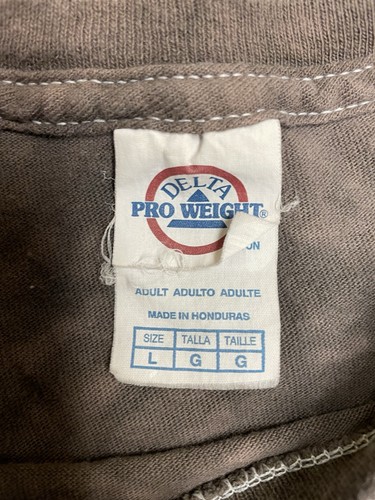 DELTA
PRO WEIGHT®
ADULT ADULTO ADULTE
MADE IN HONDURAS
SIZE TALLA TAILLE
L G G